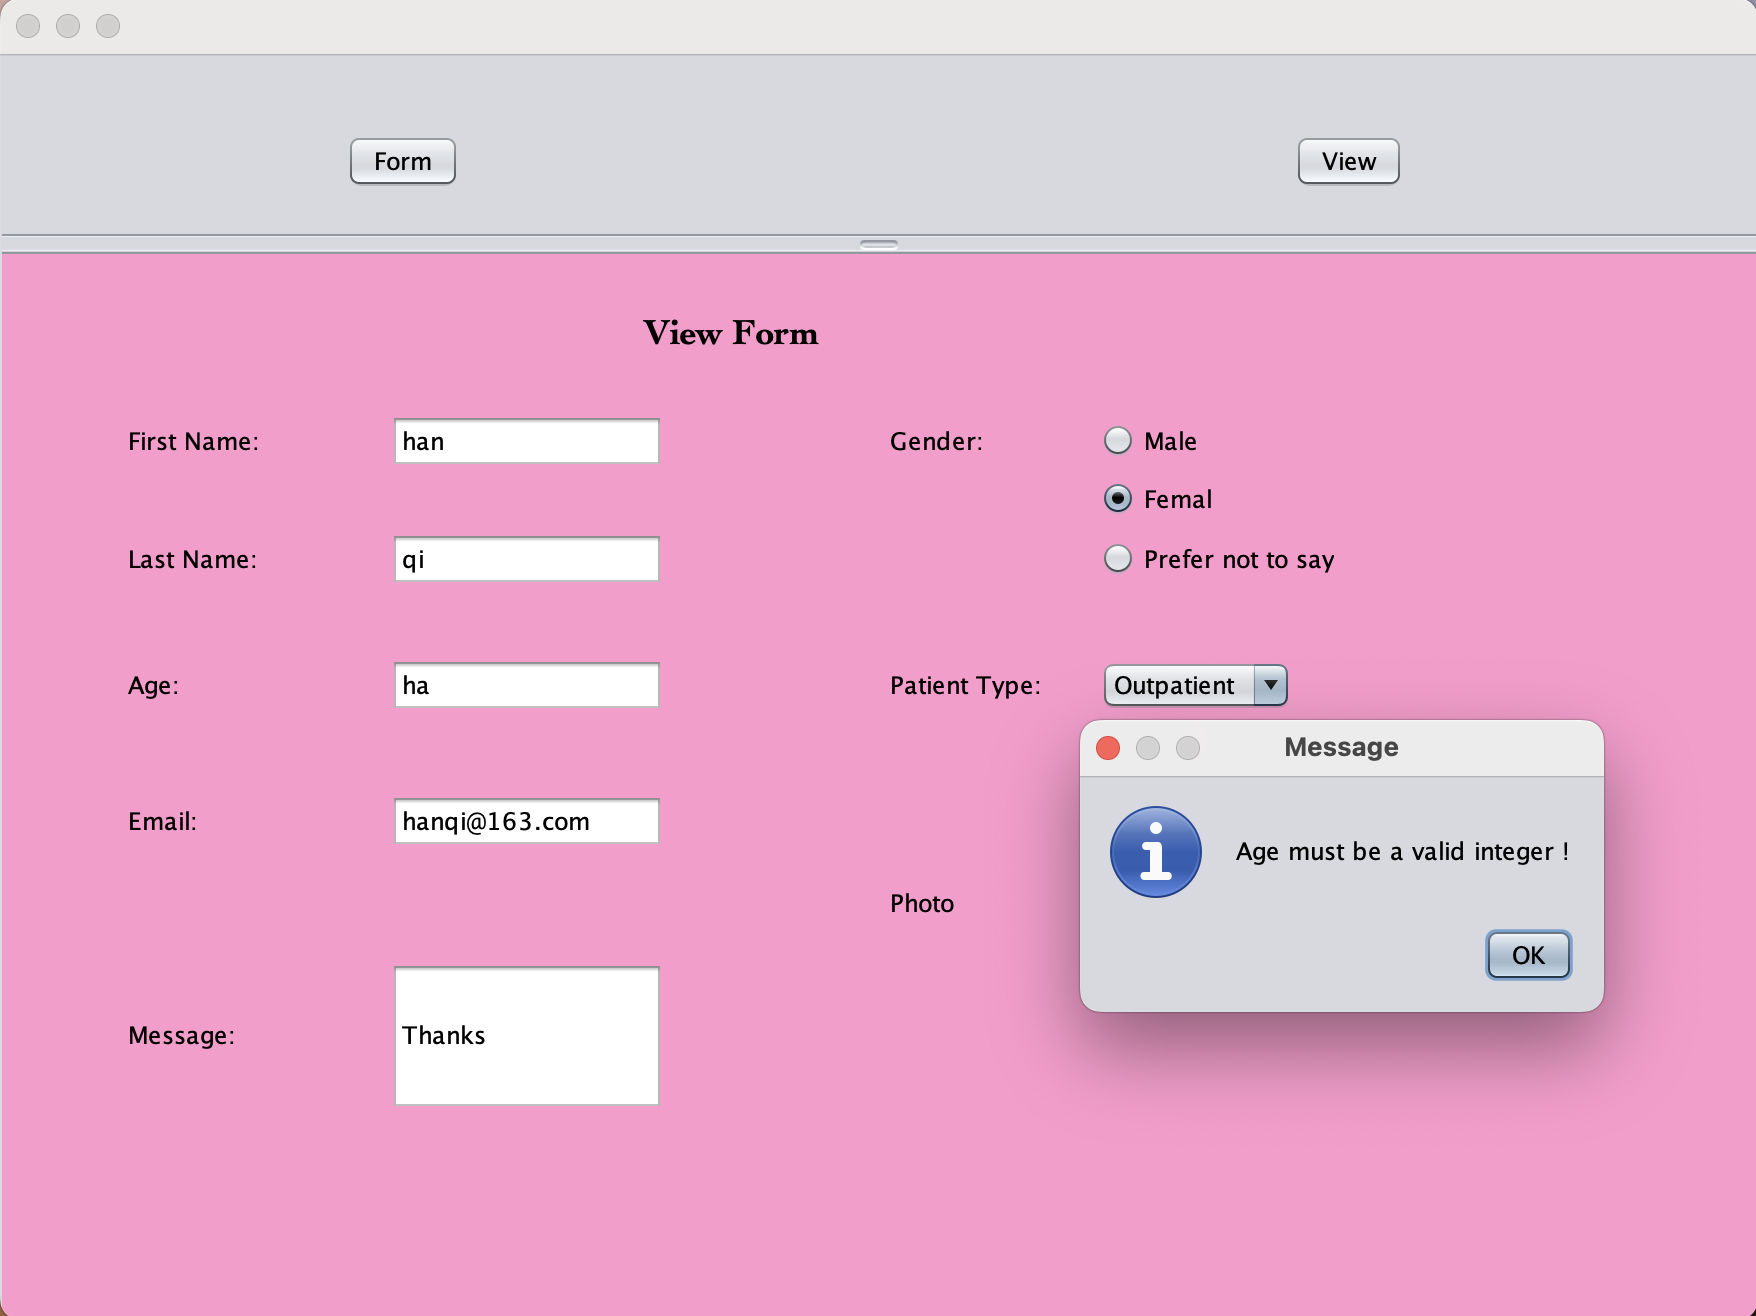 Form
View
View Form
First Name:
han
Gender:
Male
Femal
Last Name:
qi
Prefer not to say
Age:
ha
Patient Type:
Outpatient
Message
Email:
hanqi@163.com
Age must be a valid integer !
Photo
OK
Message:
Thanks